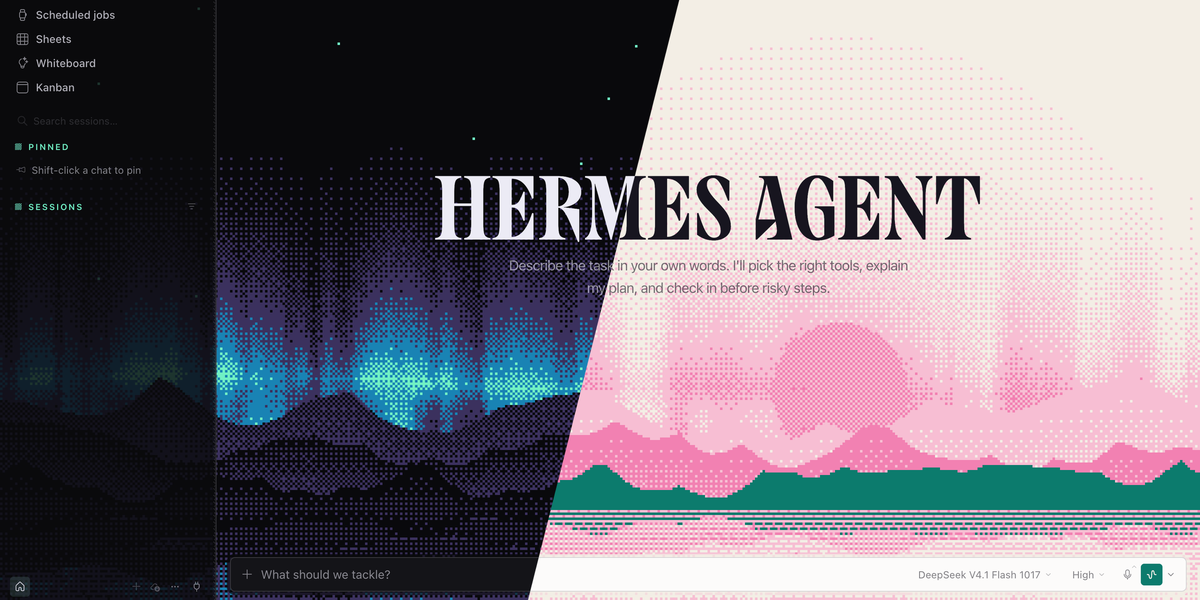 Scheduled jobs
Sheets
Whiteboard
Kanban
Search sessions...
PINNED
Shift-click a chat to pin
SESSIONS
HERMES AGENT
Describe the task in your own words. I'll pick the right tools, explain
my plan, and check in before risky steps.
What should we tackle?
DeepSeek V4.1 Flash 1017
High